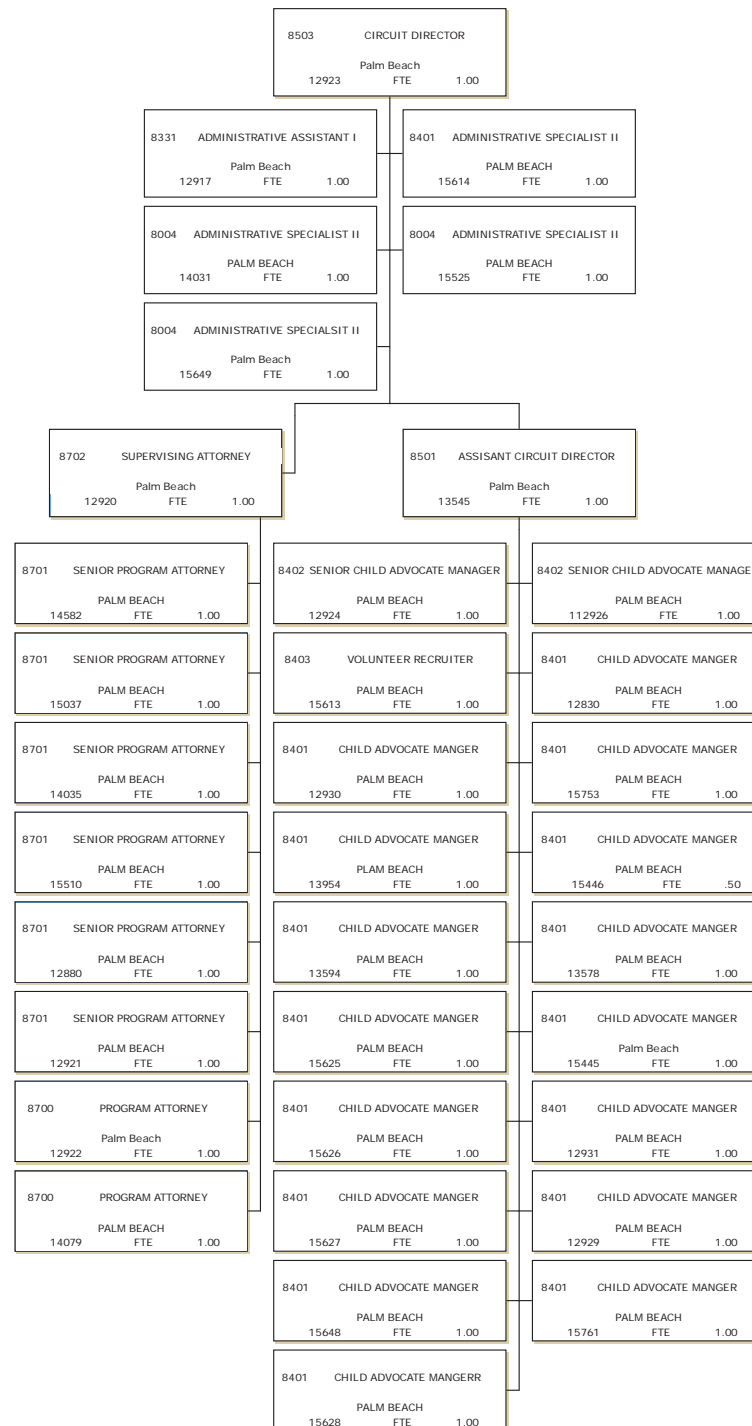 8503 CIRCUIT DIRECTOR
Palm Beach
12923 FTE 1.00
8331 ADMINISTRATIVE ASSISTANT I
Palm Beach
12917 FTE 1.00
8401 ADMINISTRATIVE SPECIALIST II
PALM BEACH
15614 FTE 1.00
8004 ADMINISTRATIVE SPECIALIST II
PALM BEACH
14031 FTE 1.00
8004 ADMINISTRATIVE SPECIALIST II
PALM BEACH
15525 FTE 1.00
8004 ADMINISTRATIVE SPECIALSIT II
Palm Beach
15649 FTE 1.00
8702 SUPERVISING ATTORNEY
Palm Beach
12920 FTE 1.00
8501 ASSISANT CIRCUIT DIRECTOR
Palm Beach
13545 FTE 1.00
8701 SENIOR PROGRAM ATTORNEY
PALM BEACH
14582 FTE 1.00
8402 SENIOR CHILD ADVOCATE MANAGER
PALM BEACH
12924 FTE 1.00
8402 SENIOR CHILD ADVOCATE MANAGE
PALM BEACH
112926 FTE 1.00
8701 SENIOR PROGRAM ATTORNEY
PALM BEACH
15037 FTE 1.00
8403 VOLUNTEER RECRUITER
PALM BEACH
15613 FTE 1.00
8401 CHILD ADVOCATE MANGER
PALM BEACH
12830 FTE 1.00
8701 SENIOR PROGRAM ATTORNEY
PALM BEACH
14035 FTE 1.00
8401 CHILD ADVOCATE MANGER
PALM BEACH
12930 FTE 1.00
8401 CHILD ADVOCATE MANGER
PALM BEACH
15753 FTE 1.00
8701 SENIOR PROGRAM ATTORNEY
PALM BEACH
15510 FTE 1.00
8401 CHILD ADVOCATE MANGER
PLAM BEACH
13954 FTE 1.00
8401 CHILD ADVOCATE MANGER
PALM BEACH
15446 FTE .50
8701 SENIOR PROGRAM ATTORNEY
PALM BEACH
12880 FTE 1.00
8401 CHILD ADVOCATE MANGER
PALM BEACH
13594 FTE 1.00
8401 CHILD ADVOCATE MANGER
PALM BEACH
13578 FTE 1.00
8701 SENIOR PROGRAM ATTORNEY
PALM BEACH
12921 FTE 1.00
8401 CHILD ADVOCATE MANGER
PALM BEACH
15625 FTE 1.00
8401 CHILD ADVOCATE MANGER
Palm Beach
15445 FTE 1.00
8700 PROGRAM ATTORNEY
Palm Beach
12922 FTE 1.00
8401 CHILD ADVOCATE MANGER
PALM BEACH
15626 FTE 1.00
8401 CHILD ADVOCATE MANGER
PALM BEACH
12931 FTE 1.00
8700 PROGRAM ATTORNEY
PALM BEACH
14079 FTE 1.00
8401 CHILD ADVOCATE MANGER
PALM BEACH
15627 FTE 1.00
8401 CHILD ADVOCATE MANGER
PALM BEACH
12929 FTE 1.00
8401 CHILD ADVOCATE MANGER
PALM BEACH
15648 FTE 1.00
8401 CHILD ADVOCATE MANGER
PALM BEACH
15761 FTE 1.00
8401 CHILD ADVOCATE MANGERR
PALM BEACH
15628 FTE 1.00